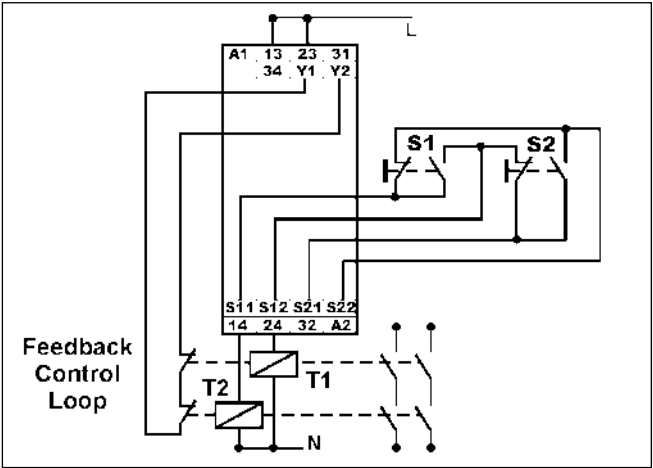 L
A1 13 23 31
34 Y1 Y2
S1 S2
S11 S12 S21 S22
14 24 32 A2
Feedback
Control
Loop
T1
T2
N